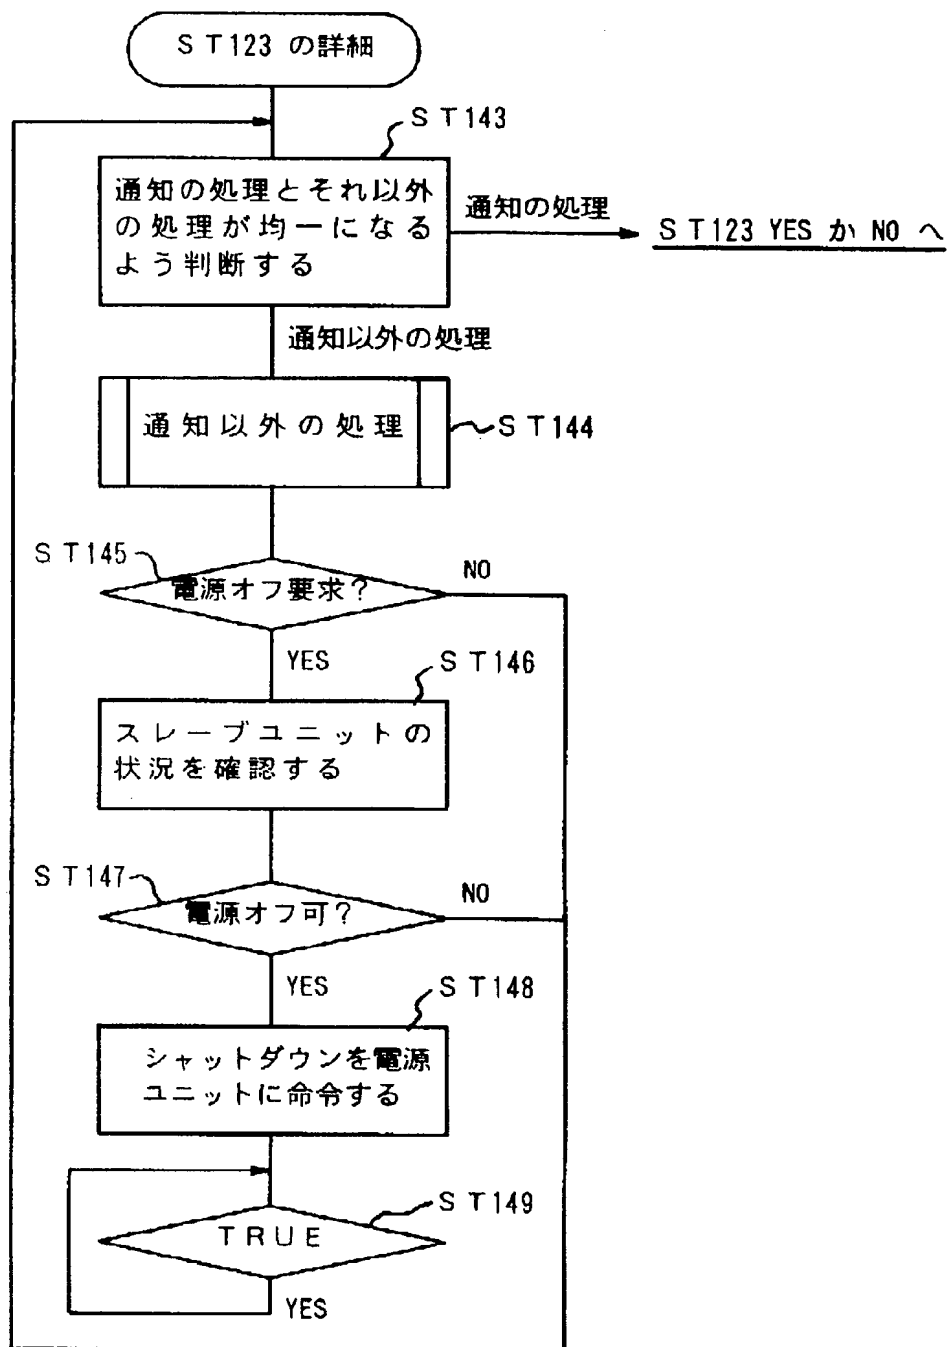 ST123 の詳細
ST143
通知の処理とそれ以外
の処理が均一になる
よう判断する
通知の処理
ST123 YES か NO へ
通知以外の処理
通知以外の処理
ST144
ST145
電源オフ要求?
NO
YES
ST146
スレーブユニットの
状況を確認する
ST147
電源オフ可?
NO
YES
ST148
シャットダウンを電源
ユニットに命令する
ST149
TRUE
YES